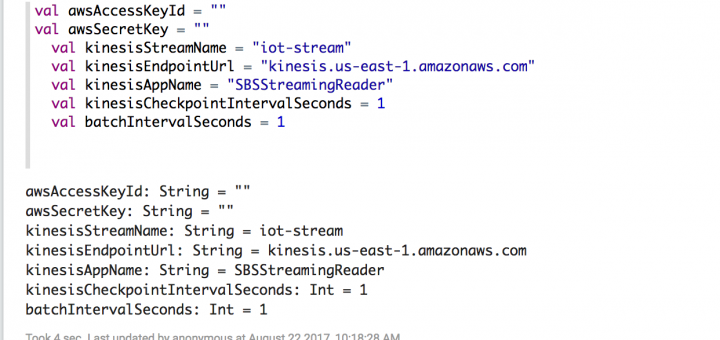 val awsAccessKeyId = ""
val awsSecretKey = ""
val kinesisStreamName = "iot-stream"
val kinesisEndpointUrl = "kinesis.us-east-1.amazonaws.com"
val kinesisAppName = "SBSStreamingReader"
val kinesisCheckpointIntervalSeconds = 1
val batchIntervalSeconds = 1
awsAccessKeyId: String = ""
awsSecretKey: String = ""
kinesisStreamName: String = iot-stream
kinesisEndpointUrl: String = kinesis.us-east-1.amazonaws.com
kinesisAppName: String = SBSStreamingReader
kinesisCheckpointIntervalSeconds: Int = 1
batchIntervalSeconds: Int = 1
Took 4 sec. Last updated by anonymous at August 22 2017, 10:18:28 AM.